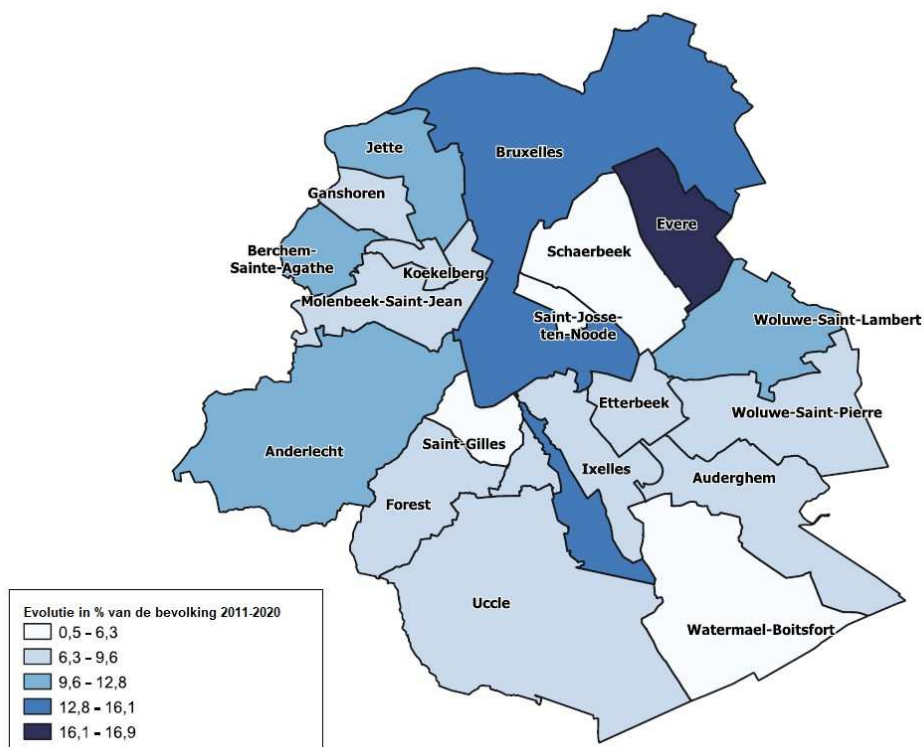 Jette
Bruxelles
Ganshoren
Evere
Berchem-
Sainte-Agathe
Schaerbeek
Koekelberg
Molenbeek-Saint-Jean
Saint-Josse-
ten-Noode
Woluwe-Saint-Lambert
Etterbeek
Woluwe-Saint-Pierre
Anderlecht
Saint-Gilles
Ixelles
Auderghem
Forest
Uccle
Watermael-Boitsfort
Evolutie in % van de bevolking 2011-2020
0,5 – 6,3
6,3 – 9,6
9,6 – 12,8
12,8 – 16,1
16,1 – 16,9